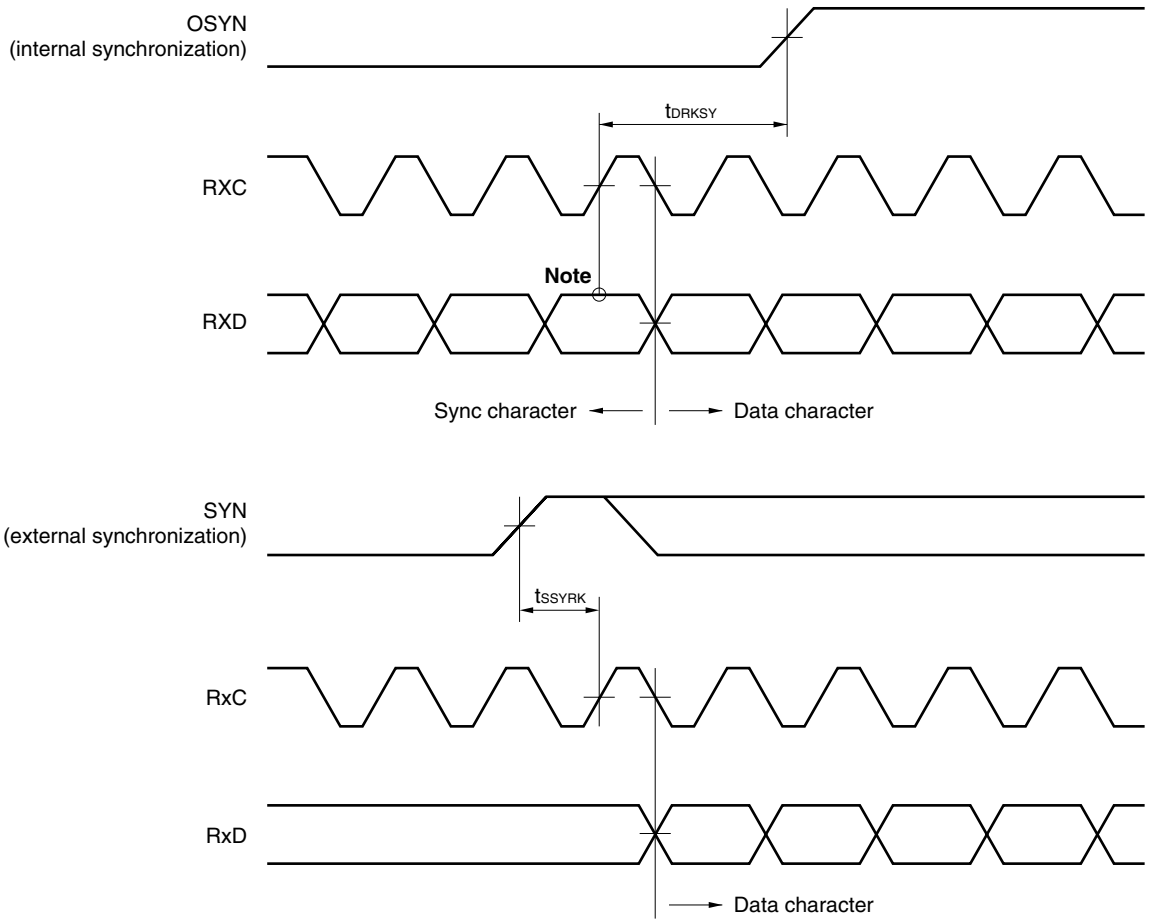 OSYN
(internal synchronization)
tDRKSY
RXC
Note
RXD
Sync character
Data character
SYN
(external synchronization)
tSSYRK
RxC
RxD
Data character